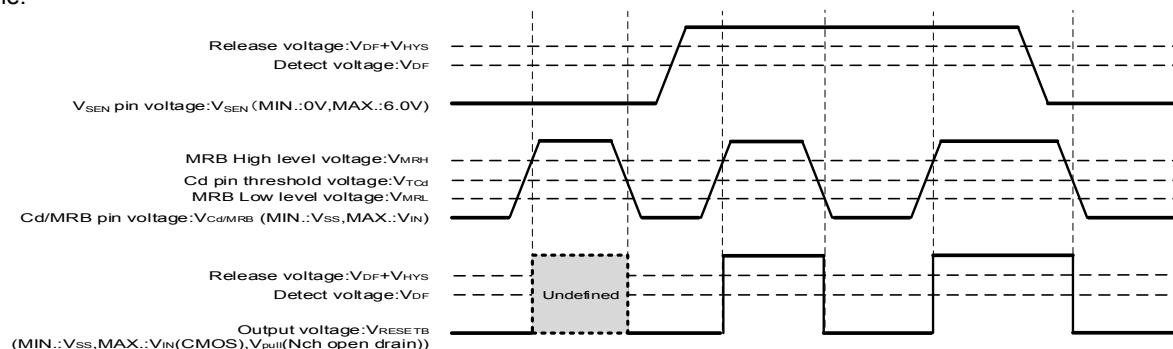 Release voltage:VDF+VHYS
Detect voltage:VDF
VSEN pin voltage:VSEN(MIN.:0V,MAX.:6.0V)
MRB High level voltage:VMRH
Cd pin threshold voltage:VTCd
MRB Low level voltage:VMRL
Cd/MRB pin voltage:VCd/MRB (MIN.:VSS,MAX.:VIN)
Release voltage:VDF+VHYS
Detect voltage:VDF
Undefined
Output voltage:VRESETB
(MIN.:VSS,MAX.:VIN(CMOS),Vpull(Nch open drain))